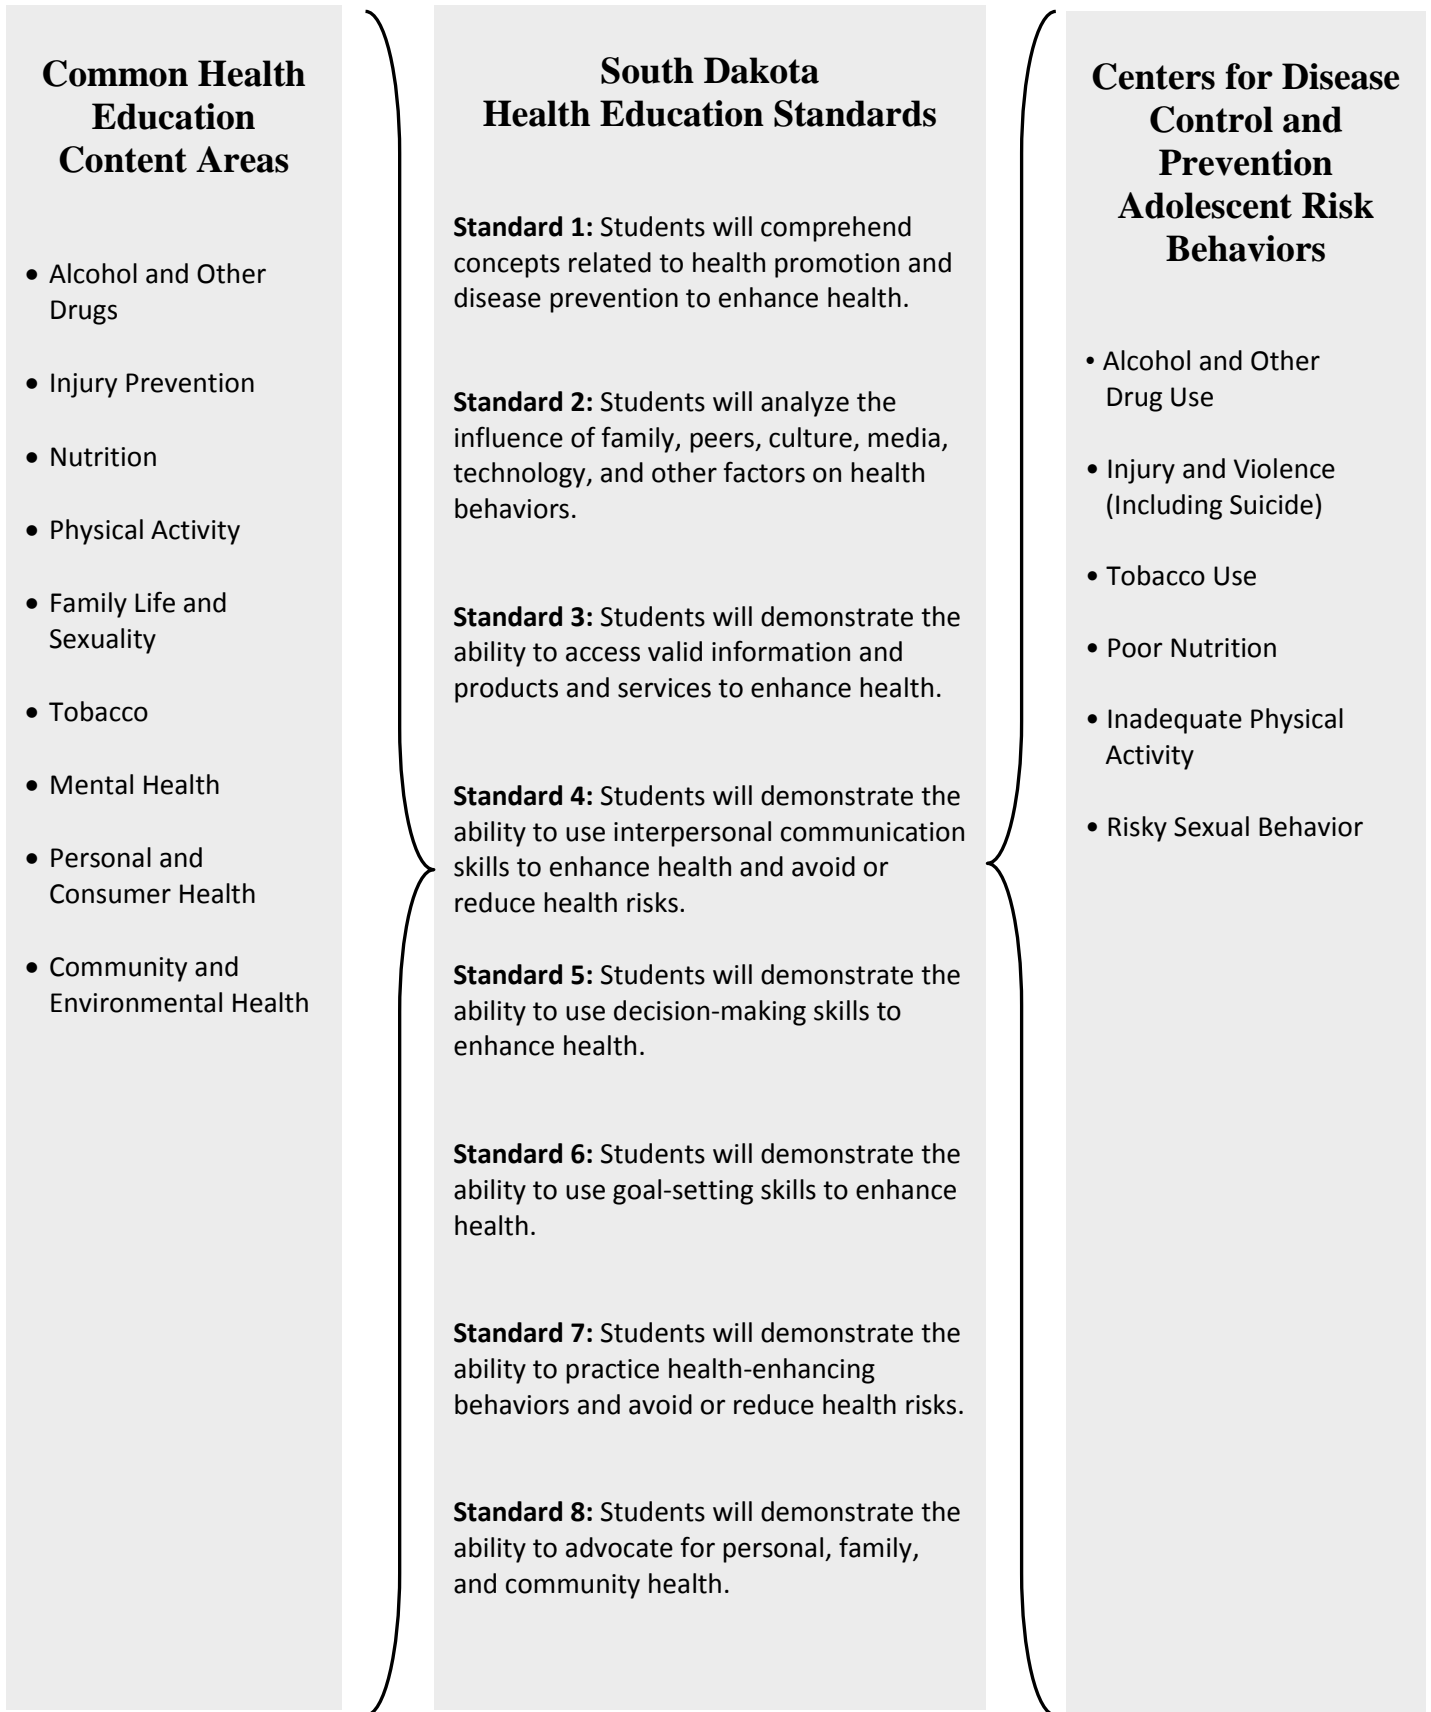 Common Health
Education
Content Areas
• Alcohol and Other
Drugs
• Injury Prevention
• Nutrition
• Physical Activity
• Family Life and
Sexuality
• Tobacco
• Mental Health
• Personal and
Consumer Health
• Community and
Environmental Health
South Dakota
Health Education Standards
Standard 1: Students will comprehend
concepts related to health promotion and
disease prevention to enhance health.
Standard 2: Students will analyze the
influence of family, peers, culture, media,
technology, and other factors on health
behaviors.
Standard 3: Students will demonstrate the
ability to access valid information and
products and services to enhance health.
Standard 4: Students will demonstrate the
ability to use interpersonal communication
skills to enhance health and avoid or
reduce health risks.
Standard 5: Students will demonstrate the
ability to use decision-making skills to
enhance health.
Standard 6: Students will demonstrate the
ability to use goal-setting skills to enhance
health.
Standard 7: Students will demonstrate the
ability to practice health-enhancing
behaviors and avoid or reduce health risks.
Standard 8: Students will demonstrate the
ability to advocate for personal, family,
and community health.
Centers for Disease
Control and
Prevention
Adolescent Risk
Behaviors
• Alcohol and Other
Drug Use
• Injury and Violence
(Including Suicide)
• Tobacco Use
• Poor Nutrition
• Inadequate Physical
Activity
• Risky Sexual Behavior